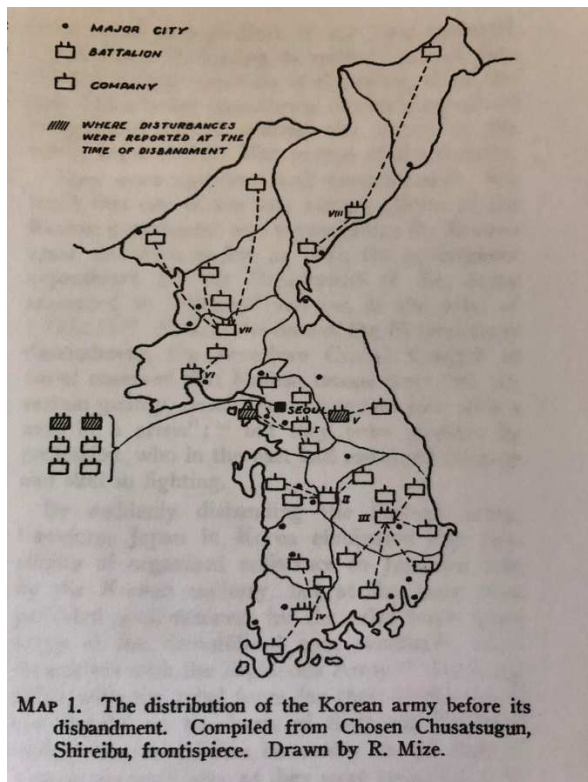 MAJOR CITY
BATTALION
COMPANY
WHERE DISTURBANCES
WERE REPORTED AT THE
TIME OF DISBANDMENT
VIII
VII
VI
SEOUL
V
I
II
III
IV
MAP 1. The distribution of the Korean army before its
disbandment. Compiled from Chosen Chusatsugun,
Shireibu, frontispiece. Drawn by R. Mize.